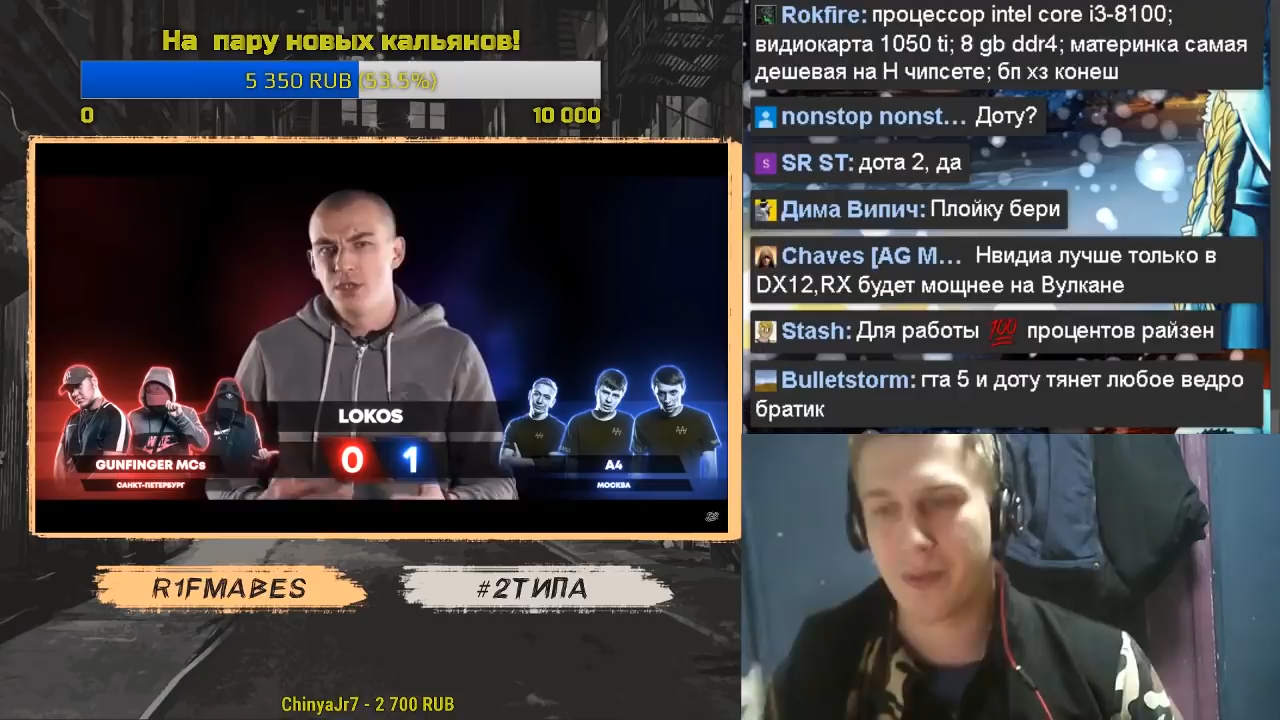 На пару новых кальянов!
5 350 RUB (53.5%)
0
10 000
LOKOS
0 1
GUNFINGER MCs
САНКТ-ПЕТЕРБУРГ
A4
МОСКВА
R1FMABES
#2ТИПА
ChinyaJr7 - 2 700 RUB
Rokfire: процессор intel core i3-8100;
видиокарта 1050 ti; 8 gb ddr4; материнка самая
дешевая на Н чипсете; бп хз конеш
nonstop nonst... Доту?
S SR ST: дота 2, да
Дима Випич: Плойку бери
Chaves [AG M... Нвидиа лучше только в
DX12,RX будет мощнее на Вулкане
Stash: Для работы 💯 процентов райзен
Bulletstorm: гта 5 и доту тянет любое ведро
братик